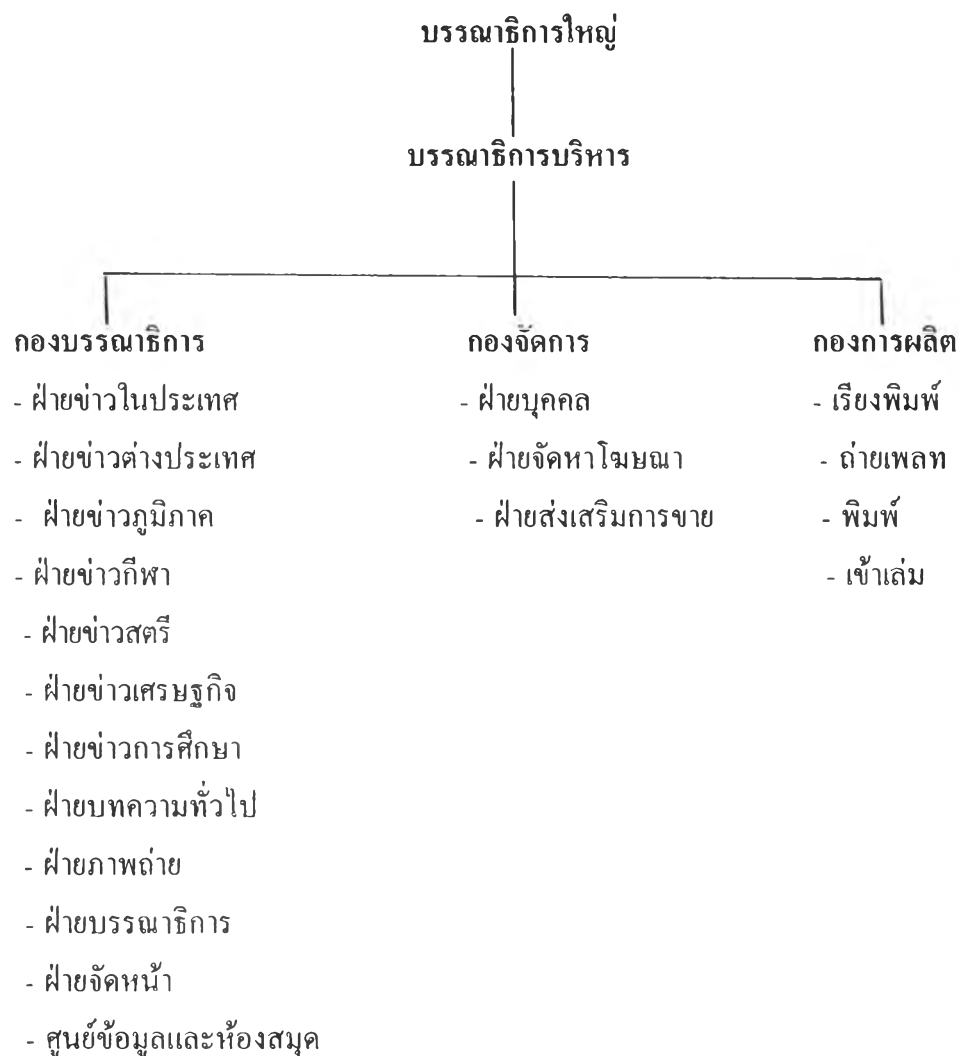 บรรณาธิการใหญ่
บรรณาธิการบริหาร
กองบรรณาธิการ
- ฝ่ายข่าวในประเทศ
- ฝ่ายข่าวต่างประเทศ
- ฝ่ายข่าวภูมิภาค
- ฝ่ายข่าวกีฬา
- ฝ่ายข่าวสตรี
- ฝ่ายข่าวเศรษฐกิจ
- ฝ่ายข่าวการศึกษา
- ฝ่ายบทความทั่วไป
- ฝ่ายภาพถ่าย
- ฝ่ายบรรณาธิการ
- ฝ่ายจัดหน้า
- ศูนย์ข้อมูลและห้องสมุด
กองจัดการ
- ฝ่ายบุคคล
- ฝ่ายจัดหาโฆษณา
- ฝ่ายส่งเสริมการขาย
กองการผลิต
- เรียงพิมพ์
- ถ่ายเพลท
- พิมพ์
- เข้าเล่ม